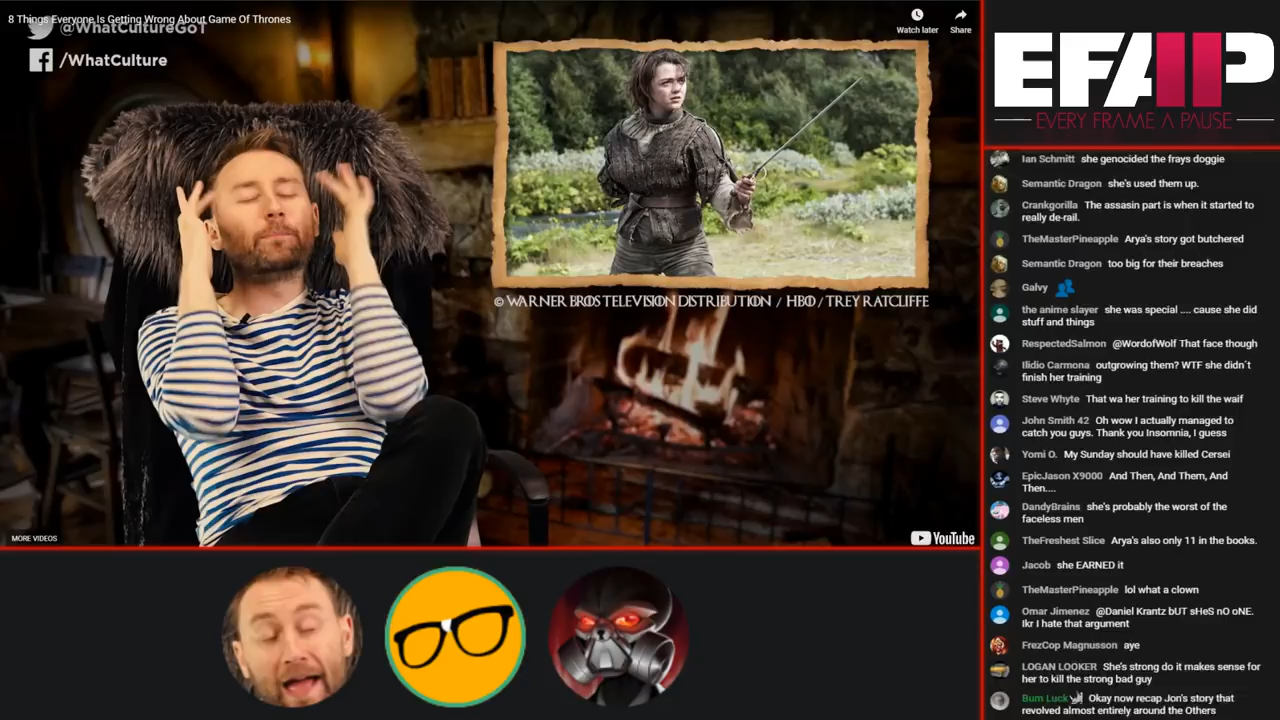 8 Things Everyone Is Getting Wrong About Game Of Thrones
@WhatCultureGoT
/WhatCulture
Watch later
Share
© WARNER BROS TELEVISION DISTRIBUTION / HBO / TREY RATCLIFFE
MORE VIDEOS
YouTube
EFAP
EVERY FRAME A PAUSE
Ian Schmitt she genocided the frays doggie
Semantic Dragon she's used them up.
Crankgorilla The assasin part is when it started to
really de-rail.
TheMasterPineapple Arya's story got butchered
Semantic Dragon too big for their breaches
Galvy
the anime slayer she was special .... cause she did
stuff and things
RespectedSalmon @WordofWolf That face though
Ilidio Carmona outgrowing them? WTF she didn´t
finish her training
Steve Whyte That wa her training to kill the waif
John Smith 42 Oh wow I actually managed to
catch you guys. Thank you Insomnia, I guess
Yomi O. My Sunday should have killed Cersei
EpicJason X9000 And Then, And Them, And
Then....
DandyBrains she's probably the worst of the
faceless men
TheFreshest Slice Arya's also only 11 in the books.
Jacob she EARNED it
TheMasterPineapple lol what a clown
Omar Jimenez @Daniel Krantz bUT sHeS nO oNE.
Ikr I hate that argument
FrezCop Magnusson aye
LOGAN LOOKER She's strong do it makes sense for
her to kill the strong bad guy
Bum Luck Okay now recap Jon's story that
revolved almost entirely around the Others